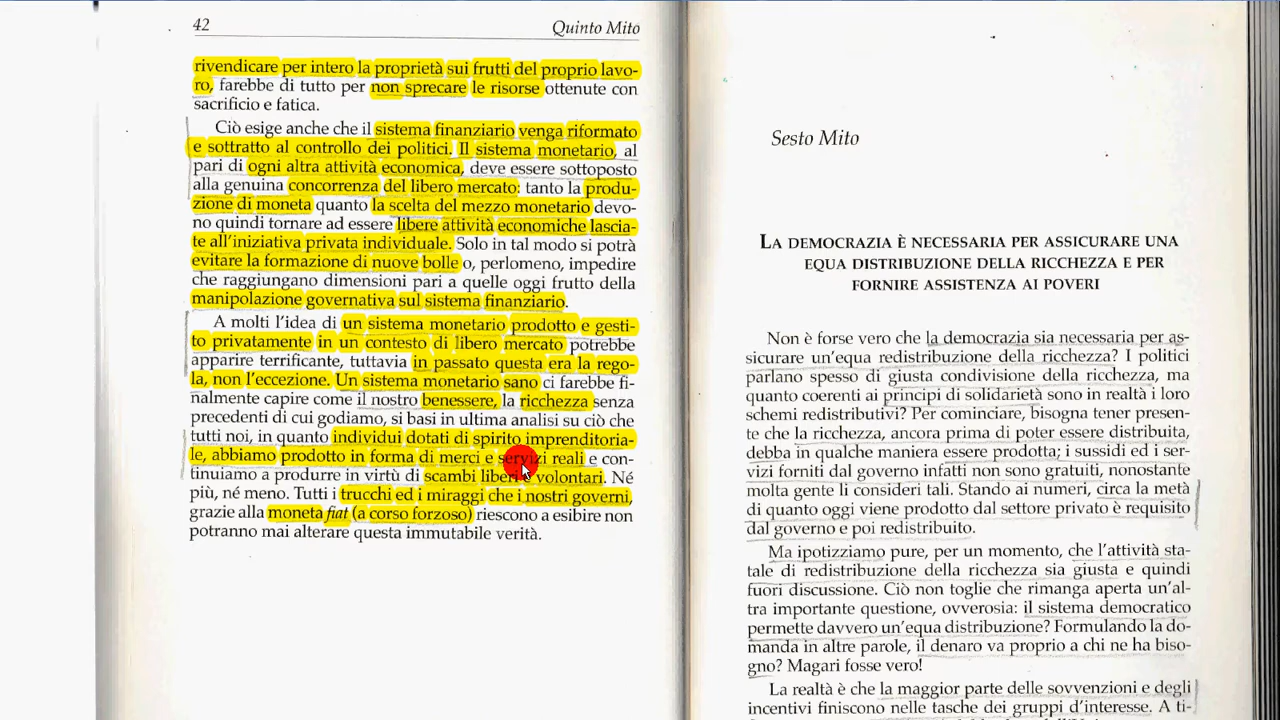 42
Quinto Mito
rivendicare per intero la proprietà sui frutti del proprio lavo-
ro, farebbe di tutto per non sprecare le risorse ottenute con
sacrificio e fatica.
Ciò esige anche che il sistema finanziario venga riformato
e sottratto al controllo dei politici. Il sistema monetario, al
pari di ogni altra attività economica, deve essere sottoposto
alla genuina concorrenza del libero mercato: tanto la produ-
zione di moneta quanto la scelta del mezzo monetario devo-
no quindi tornare ad essere libere attività economiche lascia-
te all'iniziativa privata individuale. Solo in tal modo si potrà
evitare la formazione di nuove bolle o, perlomeno, impedire
che raggiungano dimensioni pari a quelle oggi frutto della
manipolazione governativa sul sistema finanziario.
A molti l'idea di un sistema monetario prodotto e gesti-
to privatamente in un contesto di libero mercato potrebbe
apparire terrificante, tuttavia in passato questa era la rego-
la, non l'eccezione. Un sistema monetario sano ci farebbe fi-
nalmente capire come il nostro benessere, la ricchezza senza
precedenti di cui godiamo, si basi in ultima analisi su ciò che
tutti noi, in quanto individui dotati di spirito imprenditoria-
le, abbiamo prodotto in forma di merci e servizi reali e con-
tinuiamo a produrre in virtù di scambi liberi e volontari. Né
più, né meno. Tutti i trucchi ed i miraggi che i nostri governi,
grazie alla moneta fiat (a corso forzoso) riescono a esibire non
potranno mai alterare questa immutabile verità.
Sesto Mito
LA DEMOCRAZIA È NECESSARIA PER ASSICURARE UNA
EQUA DISTRIBUZIONE DELLA RICCHEZZA E PER
FORNIRE ASSISTENZA AI POVERI
Non è forse vero che la democrazia sia necessaria per as-
sicurare un'equa redistribuzione della ricchezza? I politici
parlano spesso di giusta condivisione della ricchezza, ma
quanto coerenti ai principi di solidarietà sono in realtà i loro
schemi redistributivi? Per cominciare, bisogna tener presen-
te che la ricchezza, ancora prima di poter essere distribuita,
debba in qualche maniera essere prodotta; i sussidi ed i ser-
vizi forniti dal governo infatti non sono gratuiti, nonostante
molta gente li consideri tali. Stando ai numeri, circa la metà
di quanto oggi viene prodotto dal settore privato è requisito
dal governo e poi redistribuito.
Ma ipotizziamo pure, per un momento, che l'attività sta-
tale di redistribuzione della ricchezza sia giusta e quindi
fuori discussione. Ciò non toglie che rimanga aperta un'al-
tra importante questione, ovverosia: il sistema democratico
permette davvero un'equa distribuzione? Formulando la do-
manda in altre parole, il denaro va proprio a chi ne ha biso-
gno? Magari fosse vero!
La realtà è che la maggior parte delle sovvenzioni e degli
incentivi finiscono nelle tasche dei gruppi d'interesse. A ti-